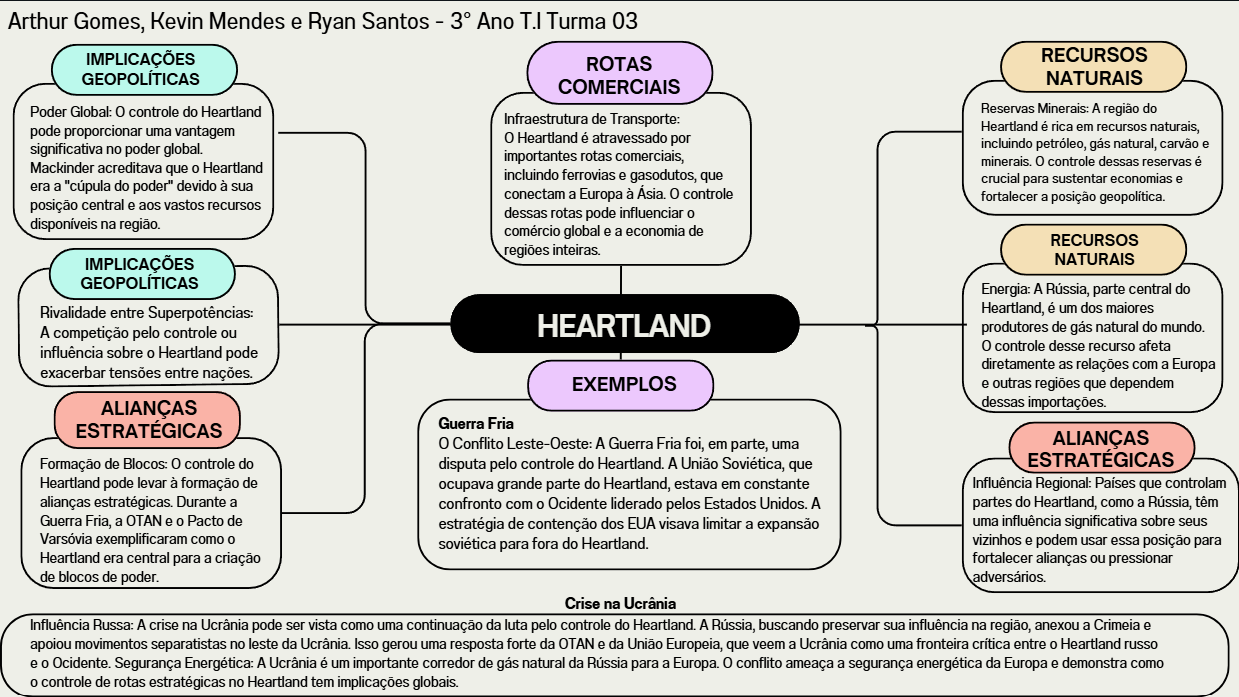 Arthur Gomes, Kevin Mendes e Ryan Santos - 3° Ano T.I Turma 03
IMPLICAÇÕES
GEOPOLÍTICAS
Poder Global: O controle do Heartland
pode proporcionar uma vantagem
significativa no poder global.
Mackinder acreditava que o Heartland
era a "cúpula do poder" devido à sua
posição central e aos vastos recursos
disponíveis na região.
IMPLICAÇÕES
GEOPOLÍTICAS
Rivalidade entre Superpotências:
A competição pelo controle ou
influência sobre o Heartland pode
exacerbar tensões entre nações.
ALIANÇAS
ESTRATÉGICAS
Formação de Blocos: O controle do
Heartland pode levar à formação de
alianças estratégicas. Durante a
Guerra Fria, a OTAN e o Pacto de
Varsóvia exemplificaram como o
Heartland era central para a criação
de blocos de poder.
ROTAS
COMERCIAIS
Infraestrutura de Transporte:
O Heartland é atravessado por
importantes rotas comerciais,
incluindo ferrovias e gasodutos, que
conectam a Europa à Ásia. O controle
dessas rotas pode influenciar o
comércio global e a economia de
regiões inteiras.
HEARTLAND
EXEMPLOS
Guerra Fria
O Conflito Leste-Oeste: A Guerra Fria foi, em parte, uma
disputa pelo controle do Heartland. A União Soviética, que
ocupava grande parte do Heartland, estava em constante
confronto com o Ocidente liderado pelos Estados Unidos. A
estratégia de contenção dos EUA visava limitar a expansão
soviética para fora do Heartland.
RECURSOS
NATURAIS
Reservas Minerais: A região do
Heartland é rica em recursos naturais,
incluindo petróleo, gás natural, carvão e
minerais. O controle dessas reservas é
crucial para sustentar economias e
fortalecer a posição geopolítica.
RECURSOS
NATURAIS
Energia: A Rússia, parte central do
Heartland, é um dos maiores
produtores de gás natural do mundo.
O controle desse recurso afeta
diretamente as relações com a Europa
e outras regiões que dependem
dessas importações.
ALIANÇAS
ESTRATÉGICAS
Influência Regional: Países que controlam
partes do Heartland, como a Rússia, têm
uma influência significativa sobre seus
vizinhos e podem usar essa posição para
fortalecer alianças ou pressionar
adversários.
Crise na Ucrânia
Influência Russa: A crise na Ucrânia pode ser vista como uma continuação da luta pelo controle do Heartland. A Rússia, buscando preservar sua influência na região, anexou a Crimeia e
apoiou movimentos separatistas no leste da Ucrânia. Isso gerou uma resposta forte da OTAN e da União Europeia, que veem a Ucrânia como uma fronteira crítica entre o Heartland russo
e o Ocidente. Segurança Energética: A Ucrânia é um importante corredor de gás natural da Rússia para a Europa. O conflito ameaça a segurança energética da Europa e demonstra como
o controle de rotas estratégicas no Heartland tem implicações globais.